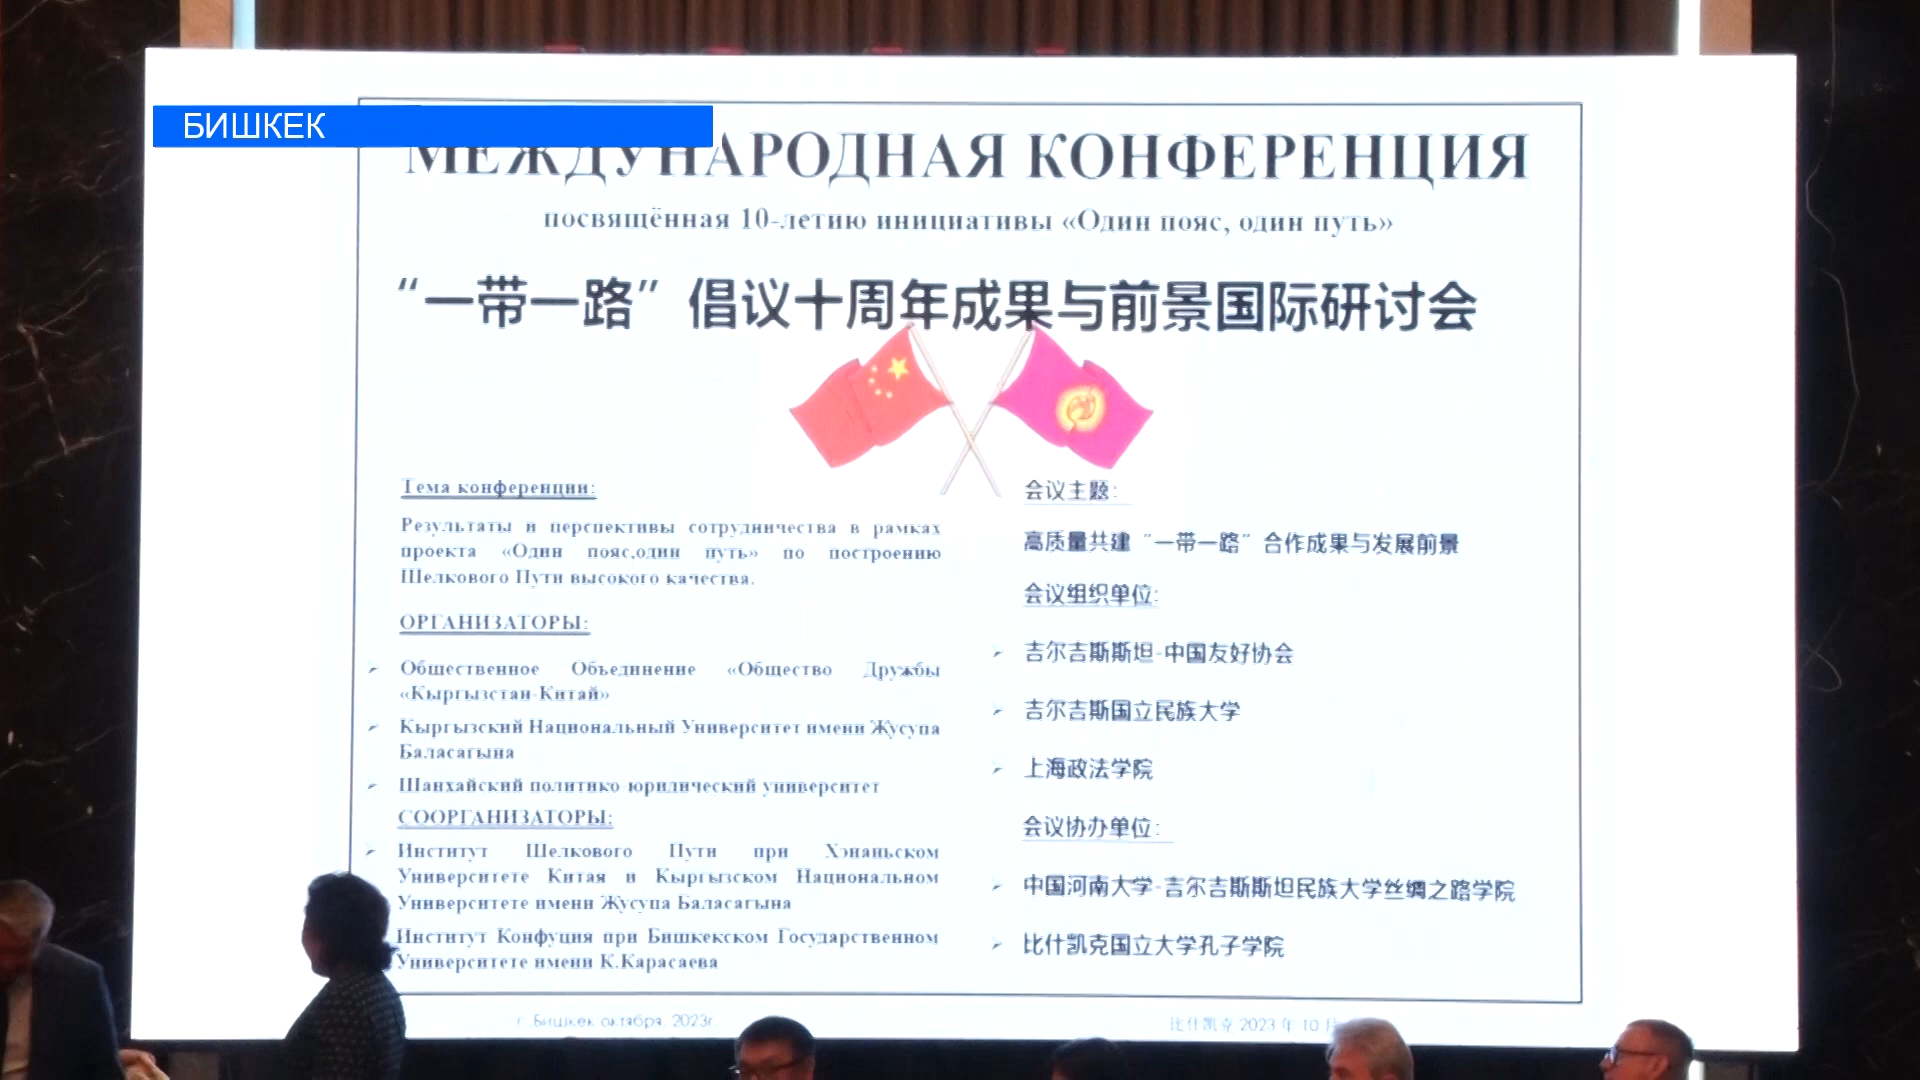 БИШКЕК
МЕЖДУНАРОДНАЯ КОНФЕРЕНЦИЯ
посвящённая 10-летию инициативы «Один пояс, один путь»
“一带一路”倡议十周年成果与前景国际研讨会
Тема конференции:
Результаты и перспективы сотрудничества в рамках
проекта «Один пояс,один путь» по построению
Шелкового Пути высокого качества.
ОРГАНИЗАТОРЫ:
Общественное Объединение «Общество Дружбы
«Кыргызстан-Китай»
Кыргызский Национальный Университет имени Жусупа
Баласагына
Шанхайский политико-юридический университет
СООРГАНИЗАТОРЫ:
Институт Шелкового Пути при Хэнаньском
Университете Китая и Кыргызском Национальном
Университете имени Жусупа Баласагына
Институт Конфуция при Бишкекском Государственном
Университете имени К.Карасаева
г. Бишкек октября, 2023г.
会议主题:
高质量共建“一带一路”合作成果与发展前景
会议组织单位:
吉尔吉斯斯坦-中国友好协会
吉尔吉斯国立民族大学
上海政法学院
会议协办单位:
中国河南大学-吉尔吉斯斯坦民族大学丝绸之路学院
比什凯克国立大学孔子学院
比什凯克 2023 年 10 月